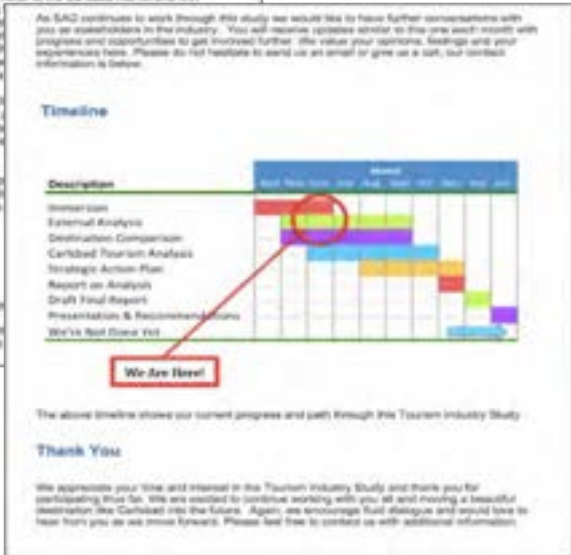 As SAO continues to work through this study we would like to have further conversations with
you as stakeholders in the industry. You will receive updates similar to this one each month with
progress and opportunities to get involved further. We value your opinions, feelings and your
experiences here. Please do not hesitate to send us an email or give us a call, our contact
information is below.
Timeline
Description
Immersion
External Analysis
Destination Comparison
Carlsbad Tourism Analysis
Strategic Action Plan
Report on Analysis
Draft Final Report
Presentation & Recommendations
We're Not Done Yet
We Are Here!
The above timeline shows our current progress and path through this Tourism Industry Study
Thank You
We appreciate your time and interest in the Tourism Industry Study and thank you for
participating thus far. We are excited to continue working with you all and moving a beautiful
destination like Carlsbad into the future. Again, we encourage fluid dialogue and would love to
hear from you as we move forward. Please feel free to contact us with additional information.